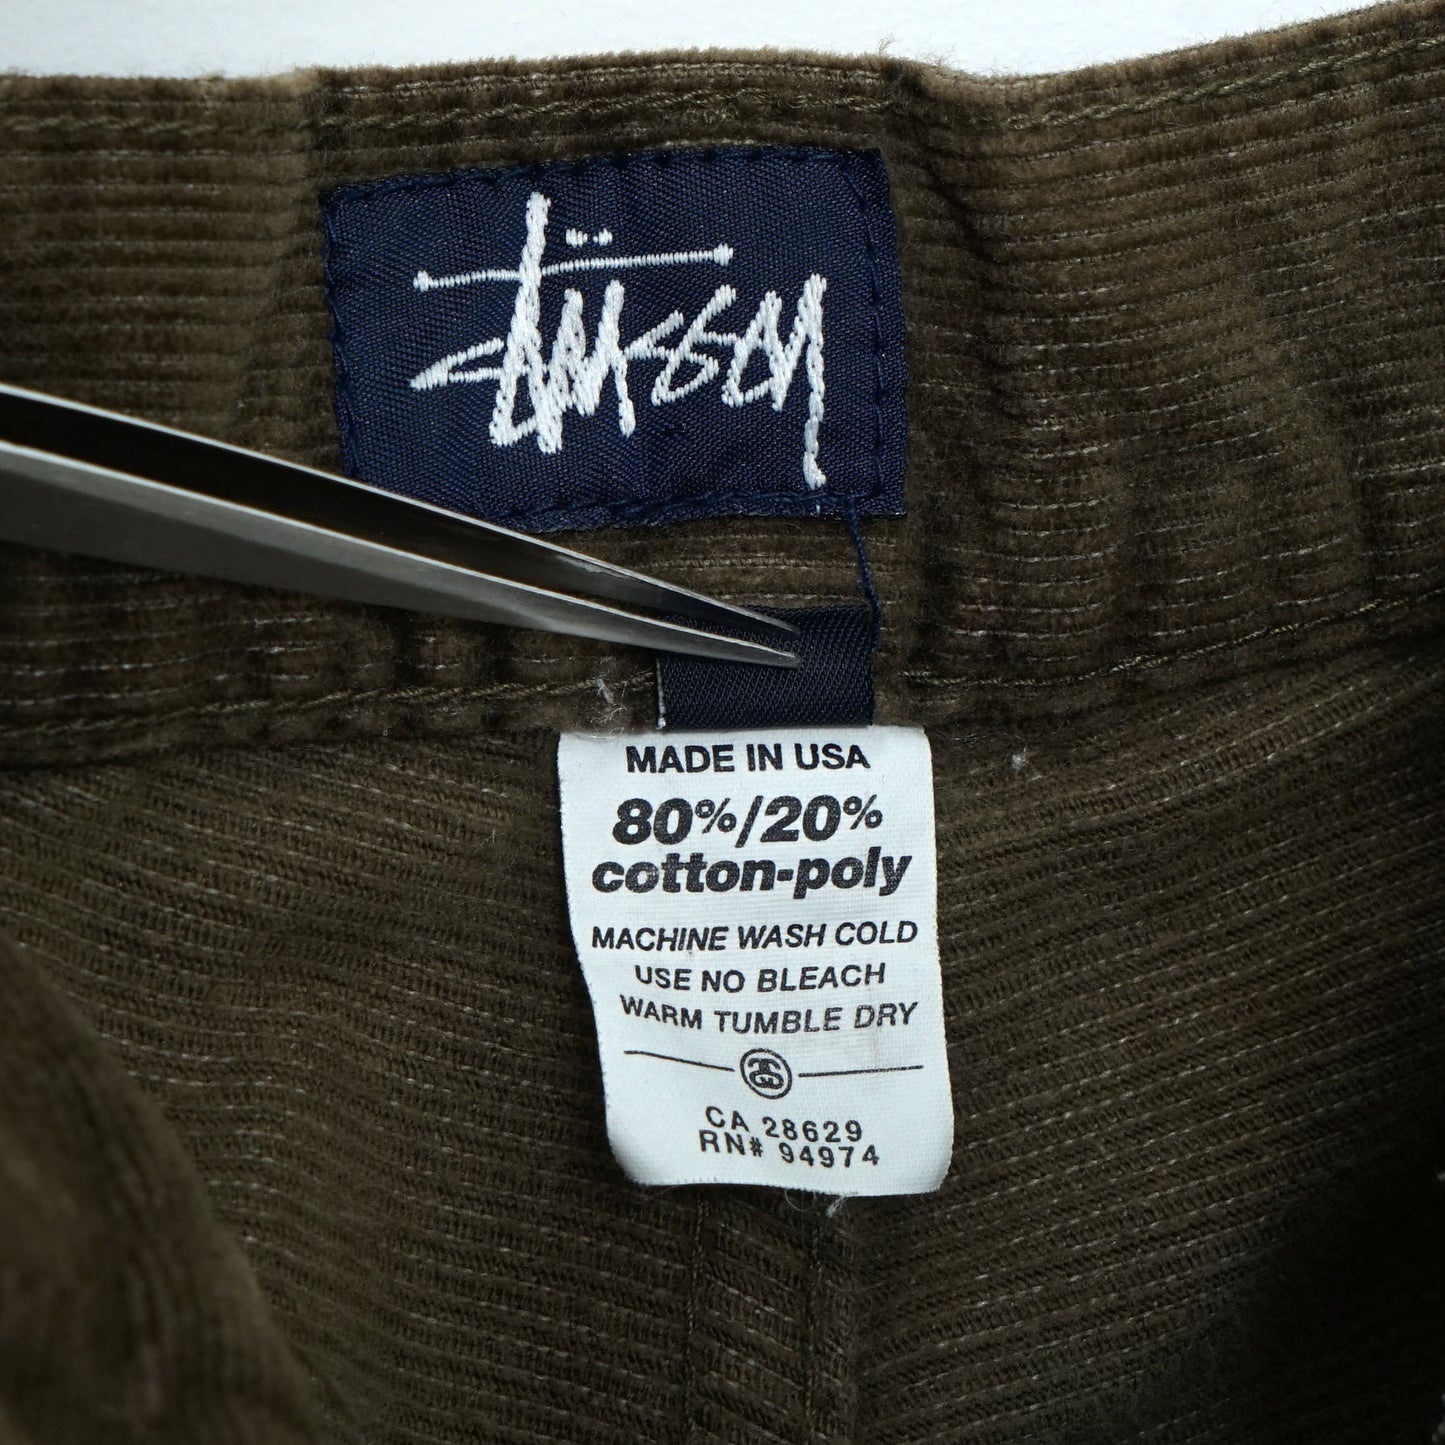 Stüssy
MADE IN USA
80%/20%
cotton-poly
MACHINE WASH COLD
USE NO BLEACH
WARM TUMBLE DRY
CA 28629
RN# 94974